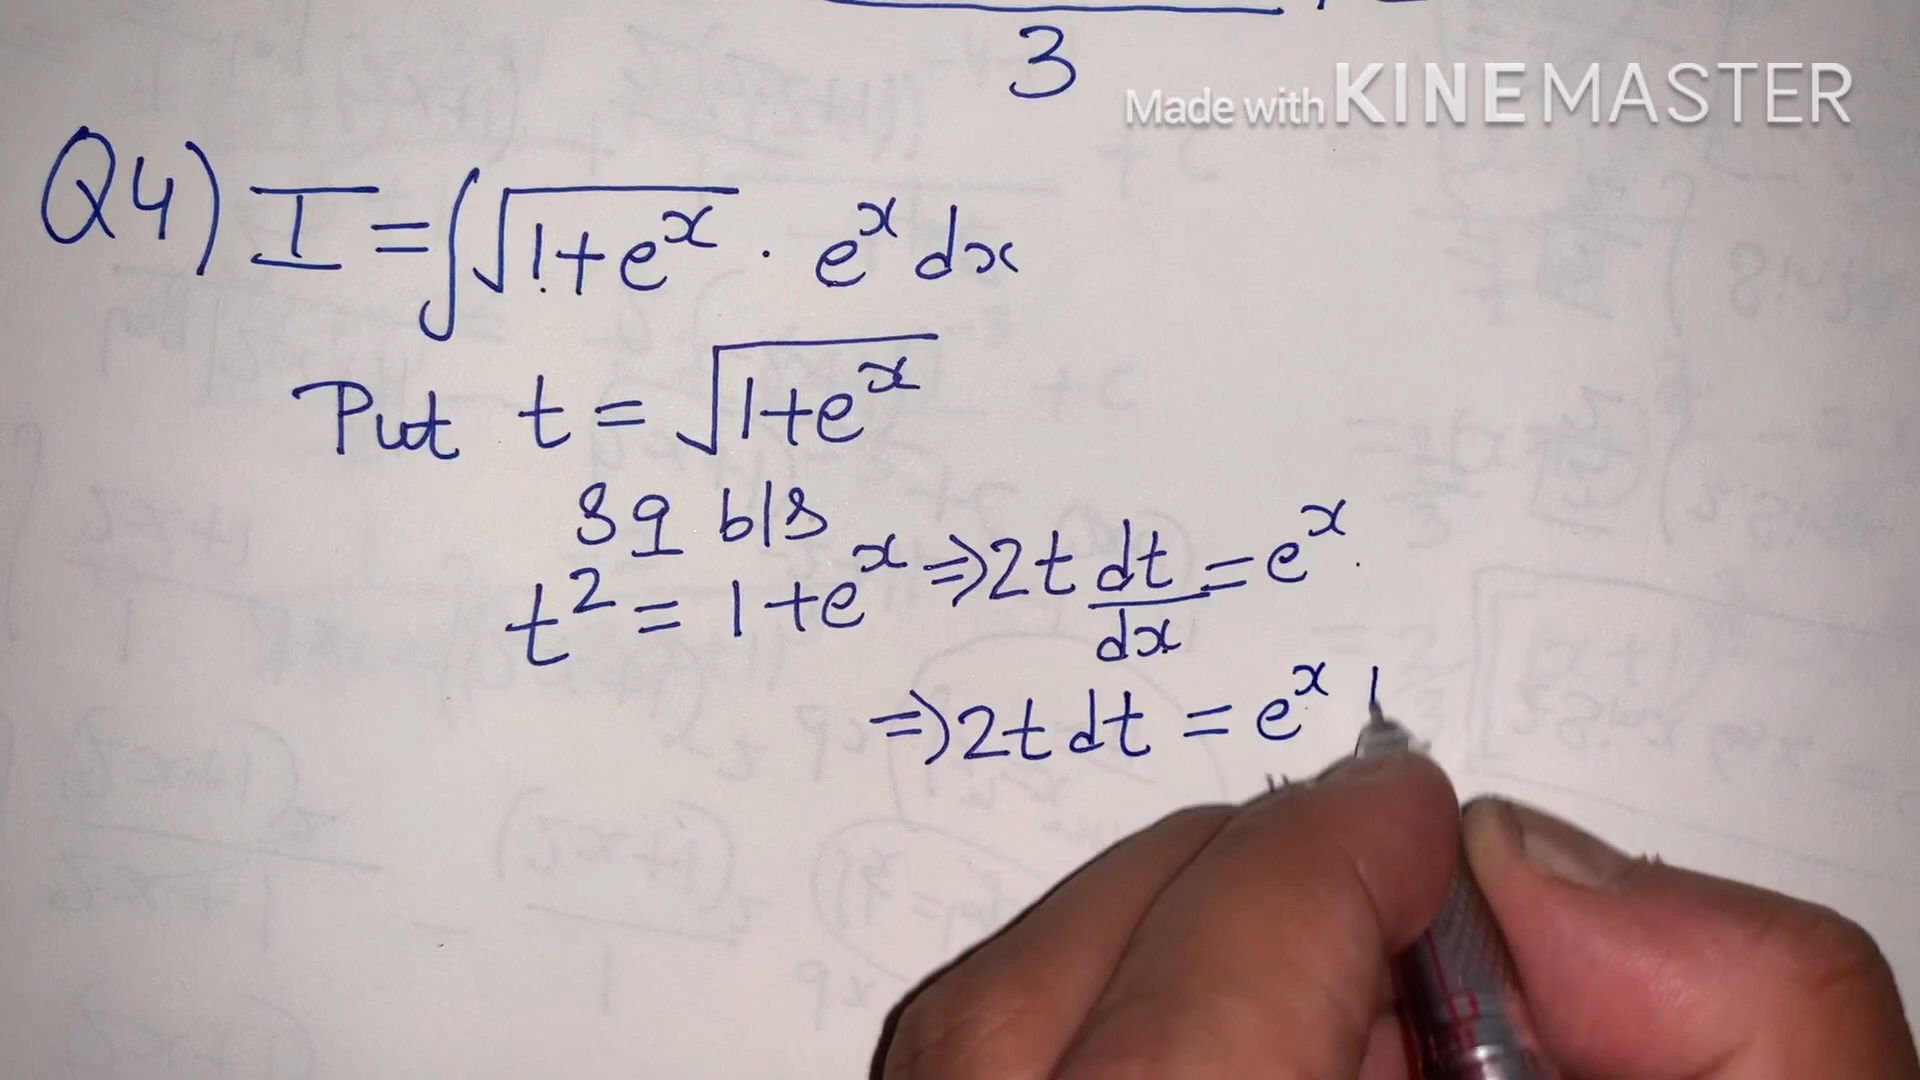 3
Made with KINEMASTER
Q4) I = ∫√(1+e^x) · e^x dx
Put t = √(1+e^x)
sq b/s
t² = 1+e^x ⇒ 2t dt/dx = e^x
⇒ 2t dt = e^x